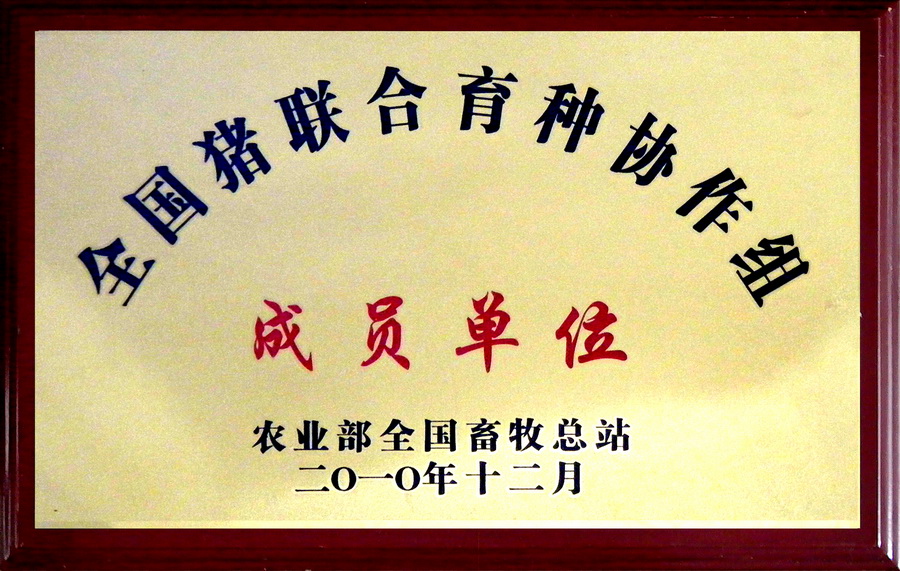 全国猪联合育种协作组
成员单位
农业部全国畜牧总站
二〇一〇年十二月